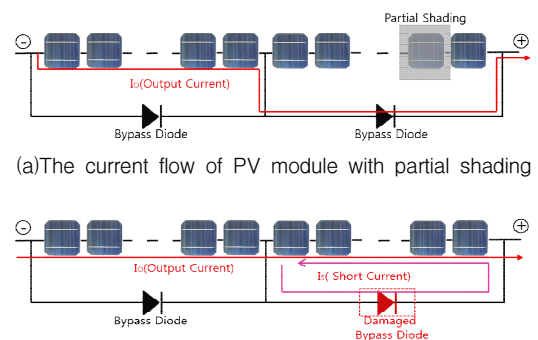 Partial Shading
⊖
⊕
I₀(Output Current)
Bypass Diode
Bypass Diode
(a)The current flow of PV module with partial shading
⊖
⊕
I₀(Output Current)
Iₛ( Short Current)
Bypass Diode
Damaged
Bypass Diode